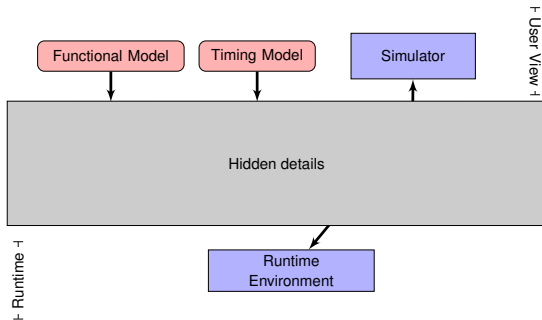 Functional Model
Timing Model
Simulator
User View
Hidden details
Runtime
Runtime
Environment